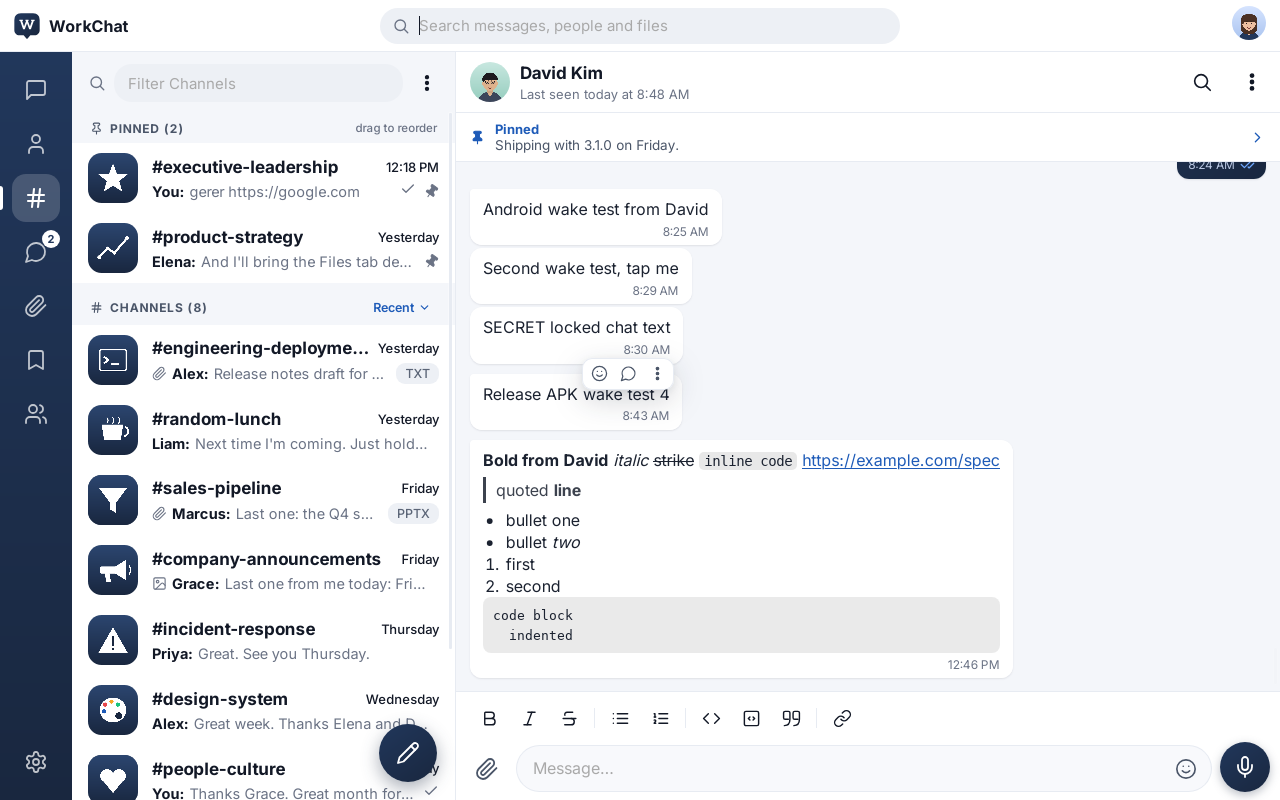 WorkChat
Search messages, people and files
2
Filter Channels
PINNED (2)
drag to reorder
#executive-leadership
12:18 PM
You: gerer https://google.com
#product-strategy
Yesterday
Elena: And I'll bring the Files tab de...
CHANNELS (8)
Recent
#engineering-deployme...
Yesterday
Alex: Release notes draft for ...
TXT
#random-lunch
Yesterday
Liam: Next time I'm coming. Just hold...
#sales-pipeline
Friday
Marcus: Last one: the Q4 s...
PPTX
#company-announcements
Friday
Grace: Last one from me today: Fri...
#incident-response
Thursday
Priya: Great. See you Thursday.
#design-system
Wednesday
Alex: Great week. Thanks Elena and D...
#people-culture
You: Thanks Grace. Great month for...
David Kim
Last seen today at 8:48 AM
Pinned
Shipping with 3.1.0 on Friday.
8:24 AM
Android wake test from David
8:25 AM
Second wake test, tap me
8:29 AM
SECRET locked chat text
8:30 AM
Release APK wake test 4
8:43 AM
Bold from David italic strike inline code https://example.com/spec
quoted line
• bullet one
• bullet two
1. first
2. second
code block
  indented
12:46 PM
Message...